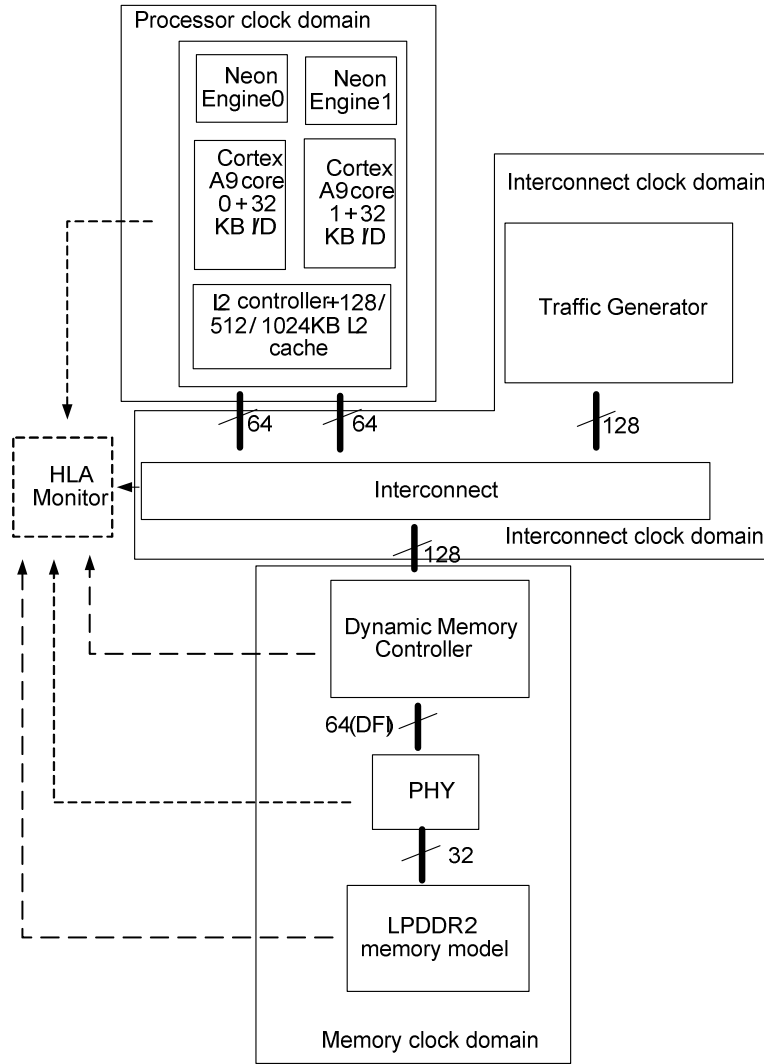 Processor clock domain
Neon
Engine0
Neon
Engine1
Cortex
A9 core
0 + 32
KB I/D
Cortex
A9 core
1 + 32
KB I/D
L2 controller+128/
512/ 1024KB L2
cache
Interconnect clock domain
Traffic Generator
64
64
128
HLA
Monitor
Interconnect
Interconnect clock domain
128
Dynamic Memory
Controller
64(DFI)
PHY
32
LPDDR2
memory model
Memory clock domain